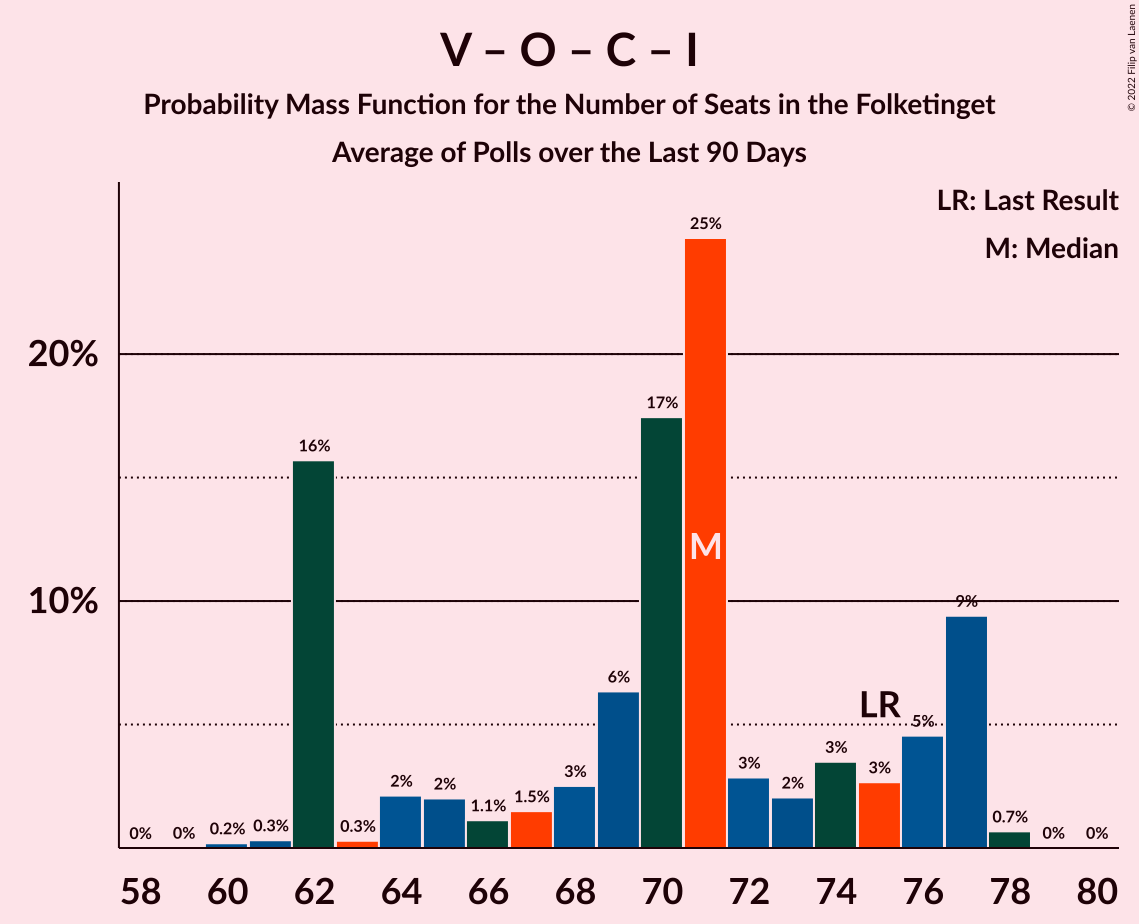 V – O – C – I
Probability Mass Function for the Number of Seats in the Folketinget
Average of Polls over the Last 90 Days
© 2022 Filip van Laenen
LR: Last Result
M: Median
20%
10%
0%
0%
0.2%
0.3%
16%
0.3%
2%
2%
1.1%
1.5%
3%
6%
17%
25%
M
3%
2%
3%
LR
3%
5%
9%
0.7%
0%
0%
58 60 62 64 66 68 70 72 74 76 78 80